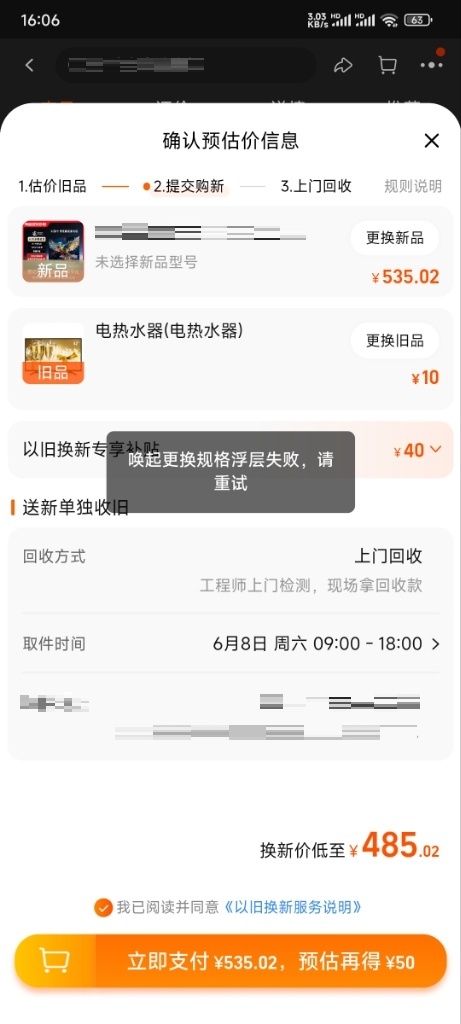 16:06
3.03
KB/s
HD
HD
63
确认预估价信息
1.估价旧品
2.提交购新
3.上门回收
规则说明
新品
更换新品
未选择新品型号
¥535.02
电热水器(电热水器)
更换旧品
旧品
¥10
以旧换新专享补贴
¥40
唤起更换规格浮层失败，请
重试
送新单独收旧
回收方式
上门回收
工程师上门检测，现场拿回收款
取件时间
6月8日 周六 09:00 - 18:00
换新价低至¥485.02
我已阅读并同意《以旧换新服务说明》
立即支付 ¥535.02，预估再得 ¥50